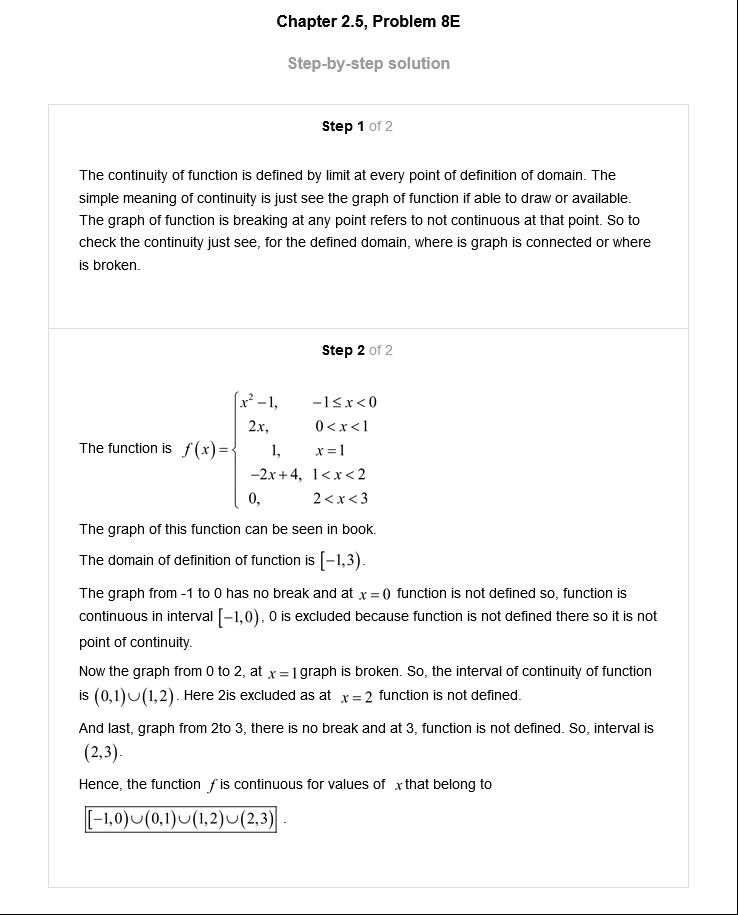 Chapter 2.5, Problem 8E
Step-by-step solution
Step 1 of 2
The continuity of function is defined by limit at every point of definition of domain. The
simple meaning of continuity is just see the graph of function if able to draw or available.
The graph of function is breaking at any point refers to not continuous at that point. So to
check the continuity just see, for the defined domain, where is graph is connected or where
is broken.
Step 2 of 2
x² − 1, −1 ≤ x < 0
2x, 0 < x < 1
The function is f(x) = { 1, x = 1
−2x + 4, 1 < x < 2
0, 2 < x < 3
The graph of this function can be seen in book.
The domain of definition of function is [−1,3).
The graph from -1 to 0 has no break and at x = 0 function is not defined so, function is
continuous in interval [−1,0), 0 is excluded because function is not defined there so it is not
point of continuity.
Now the graph from 0 to 2, at x = 1 graph is broken. So, the interval of continuity of function
is (0,1)∪(1,2). Here 2is excluded as at x = 2 function is not defined.
And last, graph from 2to 3, there is no break and at 3, function is not defined. So, interval is
(2,3).
Hence, the function f is continuous for values of x that belong to
[−1,0)∪(0,1)∪(1,2)∪(2,3) .